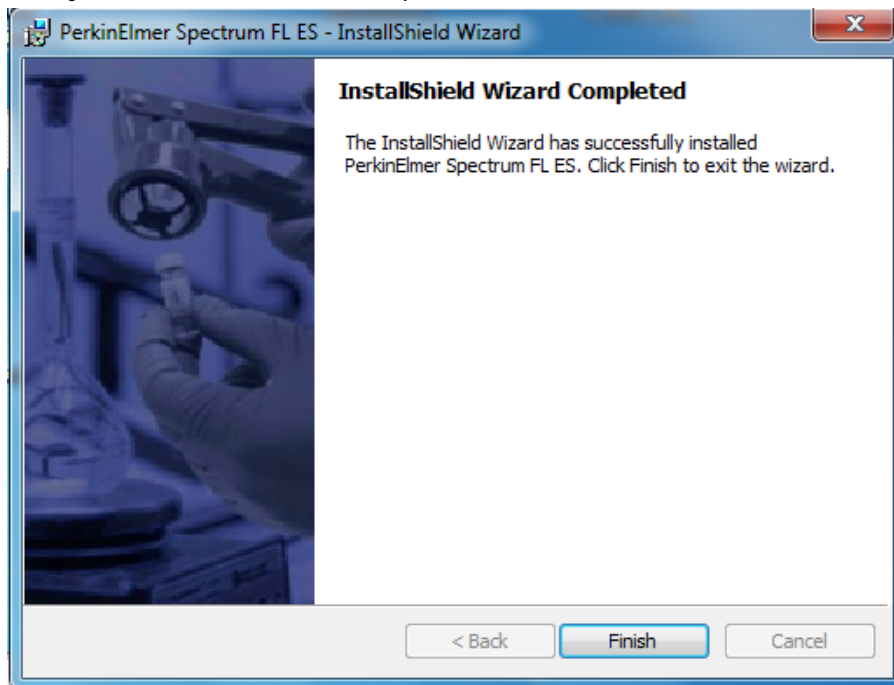 PerkinElmer Spectrum FL ES - InstallShield Wizard
InstallShield Wizard Completed
The InstallShield Wizard has successfully installed
PerkinElmer Spectrum FL ES. Click Finish to exit the wizard.
< Back
Finish
Cancel